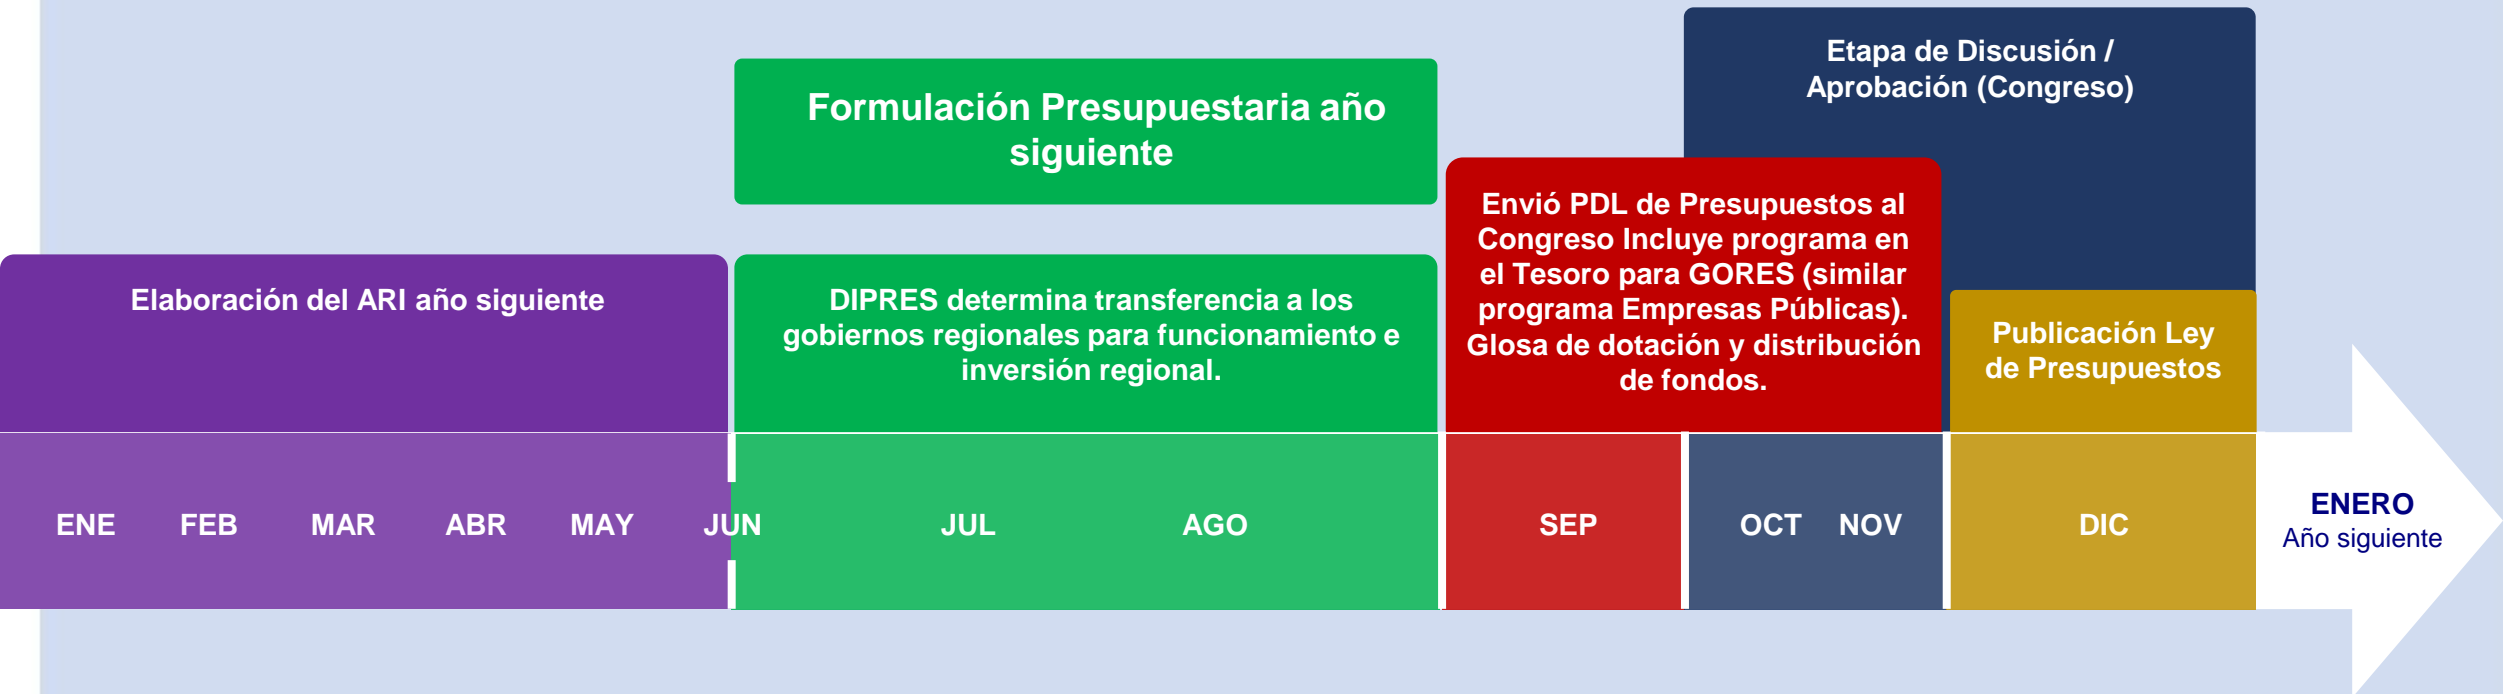 Etapa de Discusión /
Aprobación (Congreso)
Formulación Presupuestaria año
siguiente
Envió PDL de Presupuestos al
Congreso Incluye programa en
el Tesoro para GORES (similar
programa Empresas Públicas).
Glosa de dotación y distribución
de fondos.
Elaboración del ARI año siguiente
DIPRES determina transferencia a los
gobiernos regionales para funcionamiento e
inversión regional.
Publicación Ley
de Presupuestos
ENE FEB MAR ABR MAY JUN JUL AGO SEP OCT NOV DIC
ENERO
Año siguiente